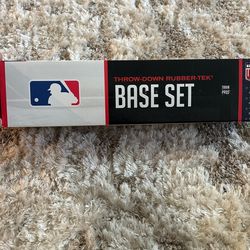 THROW-DOWN RUBBER-TEK®
BASE SET